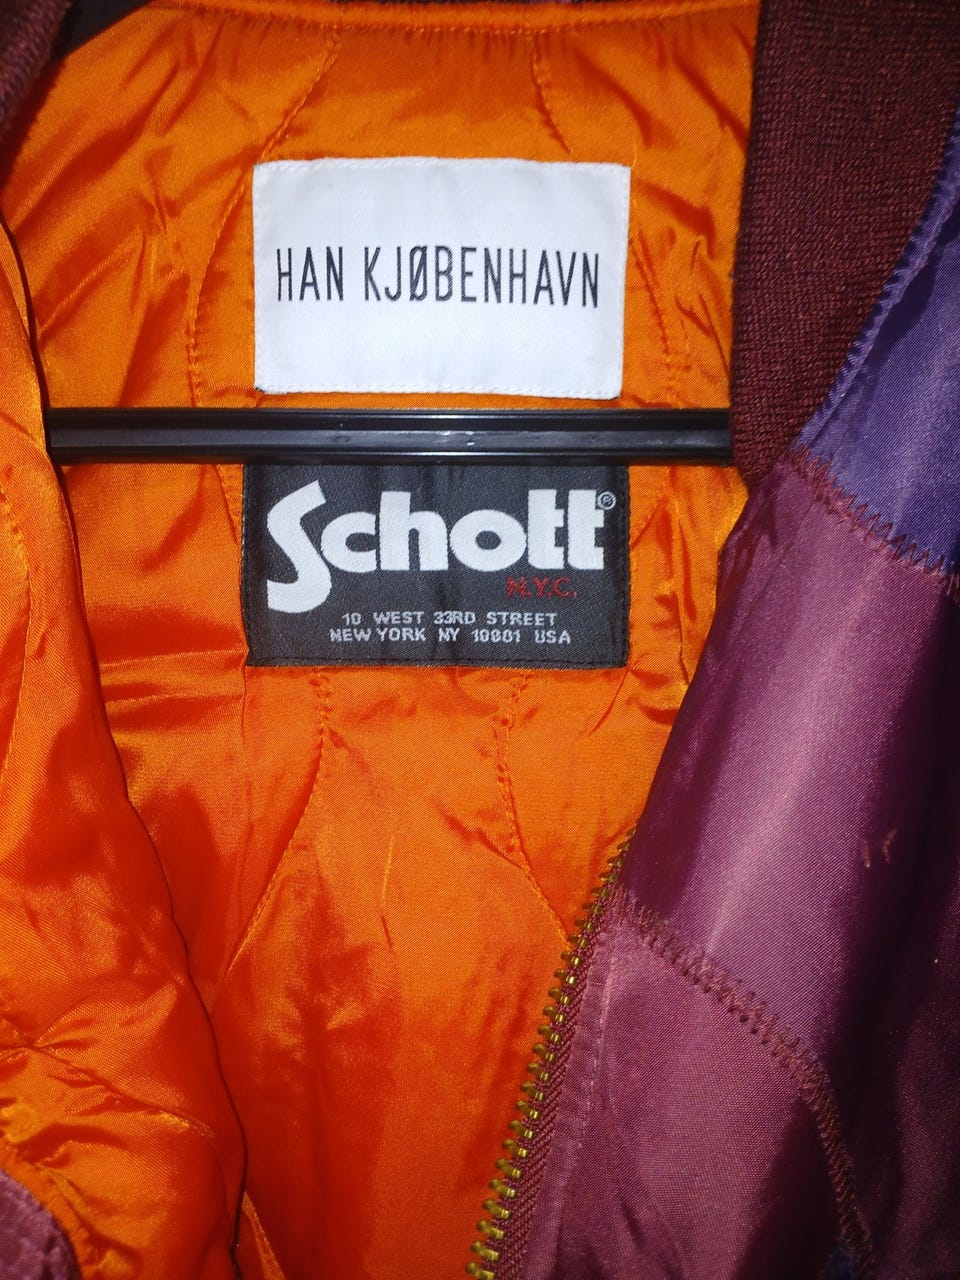 HAN KJØBENHAVN
Schott®
N.Y.C.
10 WEST 33RD STREET
NEW YORK NY 10001 USA